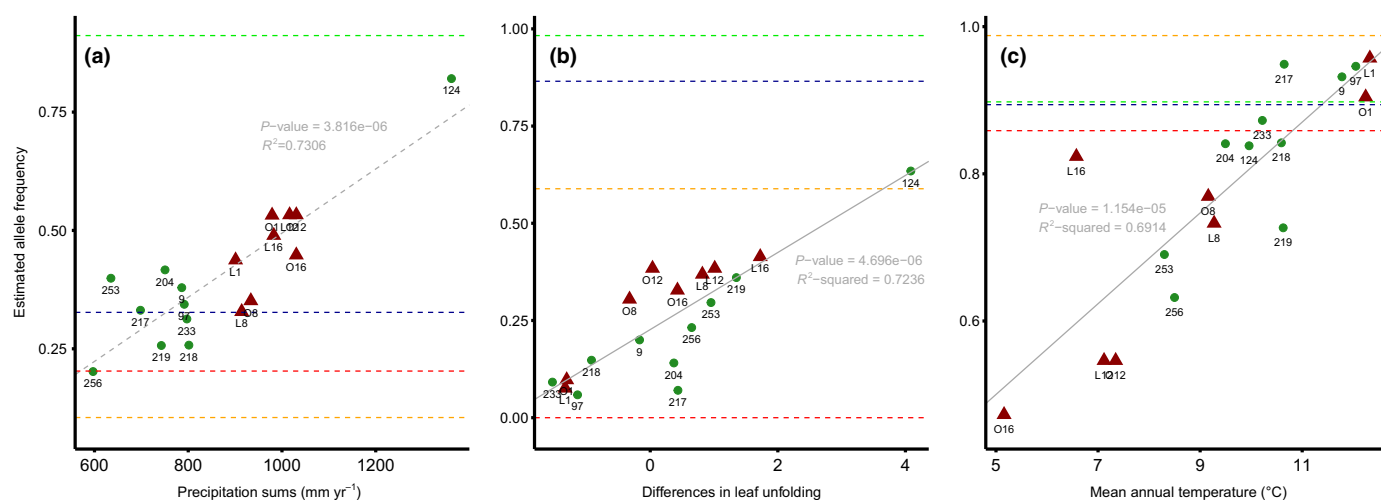 (a)
Estimated allele frequency
0.75
0.50
0.25
P−value = 3.816e−06
R²=0.7306
124
O1
L12
O12
L16
O16
L1
204
253
9
97
217
O8
L8
233
219
218
256
600
800
1000
1200
Precipitation sums (mm yr⁻¹)
(b)
1.00
0.75
0.50
0.25
0.00
124
P−value = 4.696e−06
R²−squared = 0.7236
O12
L8
L12
L16
O16
219
O8
253
256
9
218
204
233
O1
L1
97
217
0
2
4
Differences in leaf unfolding
(c)
1.0
0.8
0.6
217
9
97
L1
O1
233
204
124
218
L16
P−value = 1.154e−05
R²−squared = 0.6914
O8
L8
219
253
256
L12
O12
O16
5
7
9
11
Mean annual temperature (°C)